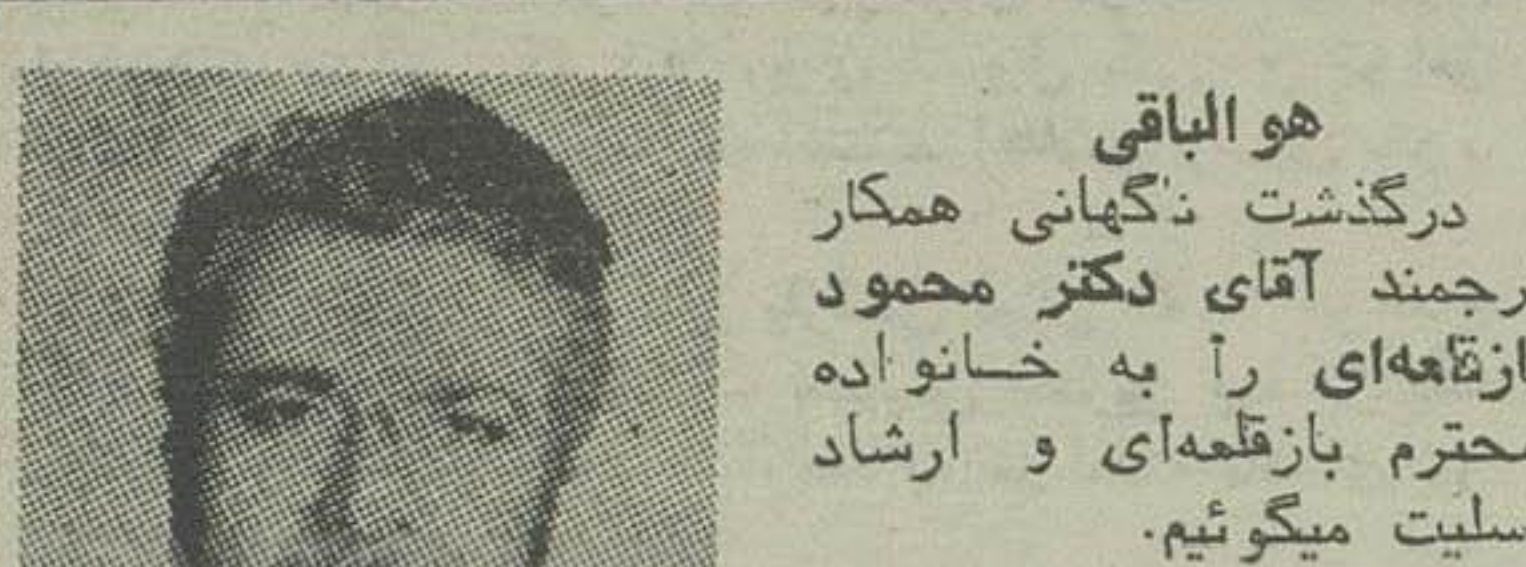 هو الباقی
درگذشت ناگهانی همکار
رجمند آقای دکتر محمود
ازقلعه‌ای را به خانواده
محترم بازقلعه‌ای و ارشاد
سلیت میگوئیم.